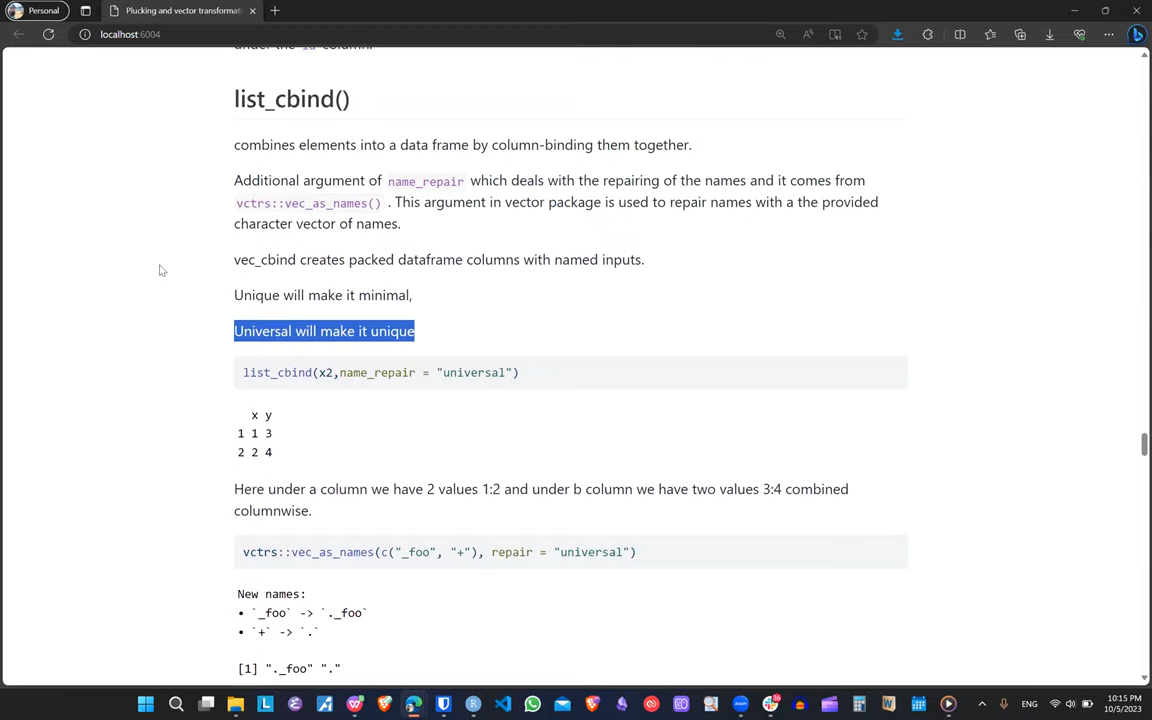 Personal
Plucking and vector transformati
localhost:6004
under the id column.
list_cbind()
combines elements into a data frame by column-binding them together.
Additional argument of name_repair which deals with the repairing of the names and it comes from
vctrs::vec_as_names() . This argument in vector package is used to repair names with a the provided
character vector of names.
vec_cbind creates packed dataframe columns with named inputs.
Unique will make it minimal,
Universal will make it unique
list_cbind(x2,name_repair = "universal")
x y
1 1 3
2 2 4
Here under a column we have 2 values 1:2 and under b column we have two values 3:4 combined
columnwise.
vctrs::vec_as_names(c("_foo", "+"), repair = "universal")
New names:
• `_foo` -> `._foo`
• `+` -> `.`
[1] "._foo" "."
ENG
10:15 PM
10/5/2023